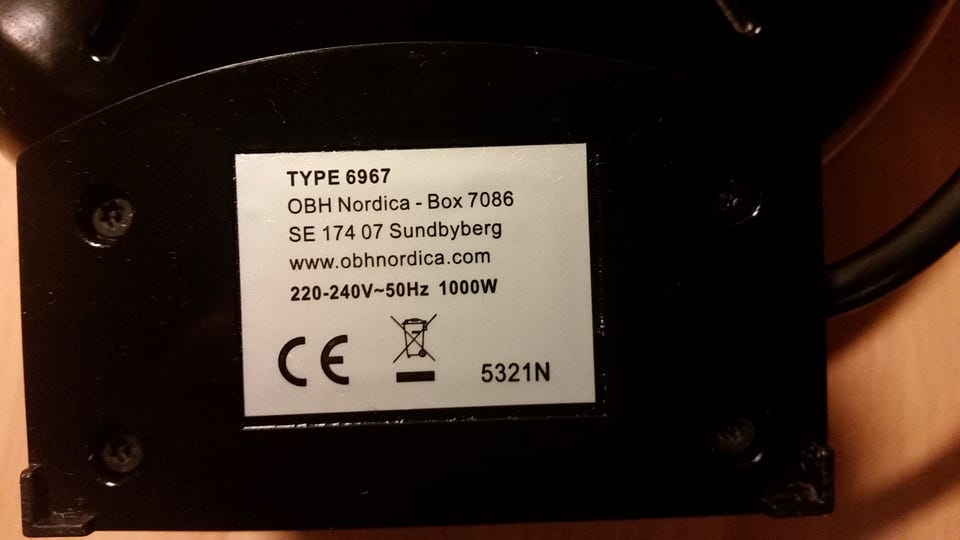 TYPE 6967
OBH Nordica - Box 7086
SE 174 07 Sundbyberg
www.obhnordica.com
220-240V~50Hz 1000W
CE
5321N